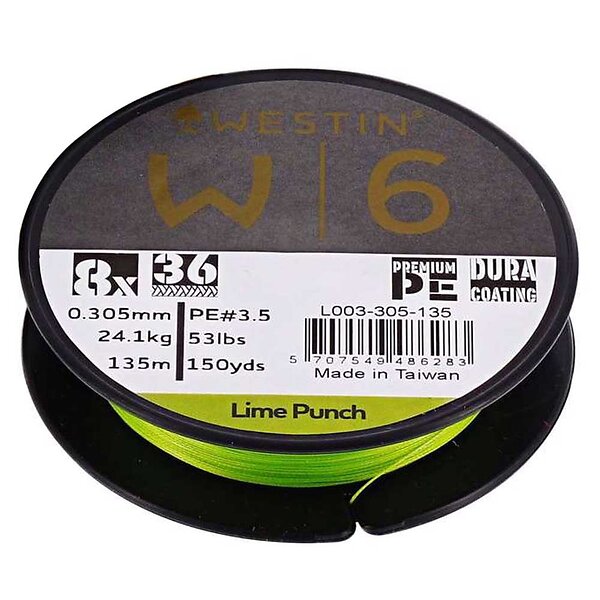 WESTIN®
W|6
8x 36 PREMIUM PE DURA COATING
0.305mm PE#3.5
24.1kg 53lbs
135m 150yds
L003-305-135
5 707549 486283
Made in Taiwan
Lime Punch